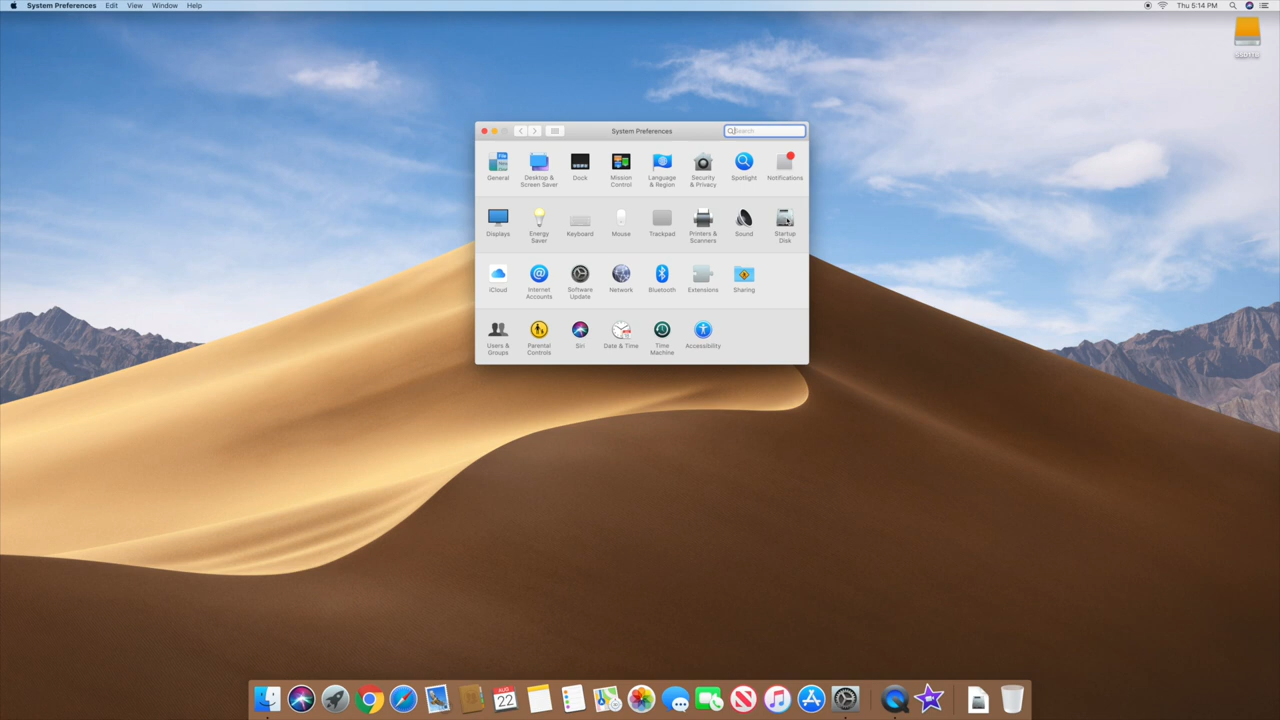 System Preferences Edit View Window Help
Thu 5:14 PM
System Preferences
Search
General
Desktop &
Screen Saver
Dock
Mission
Control
Language
& Region
Security
& Privacy
Spotlight
Notifications
Displays
Energy
Saver
Keyboard
Mouse
Trackpad
Printers &
Scanners
Sound
Startup
Disk
iCloud
Internet
Accounts
Software
Update
Network
Bluetooth
Extensions
Sharing
Users &
Groups
Parental
Controls
Siri
Date & Time
Time
Machine
Accessibility
AUG
22